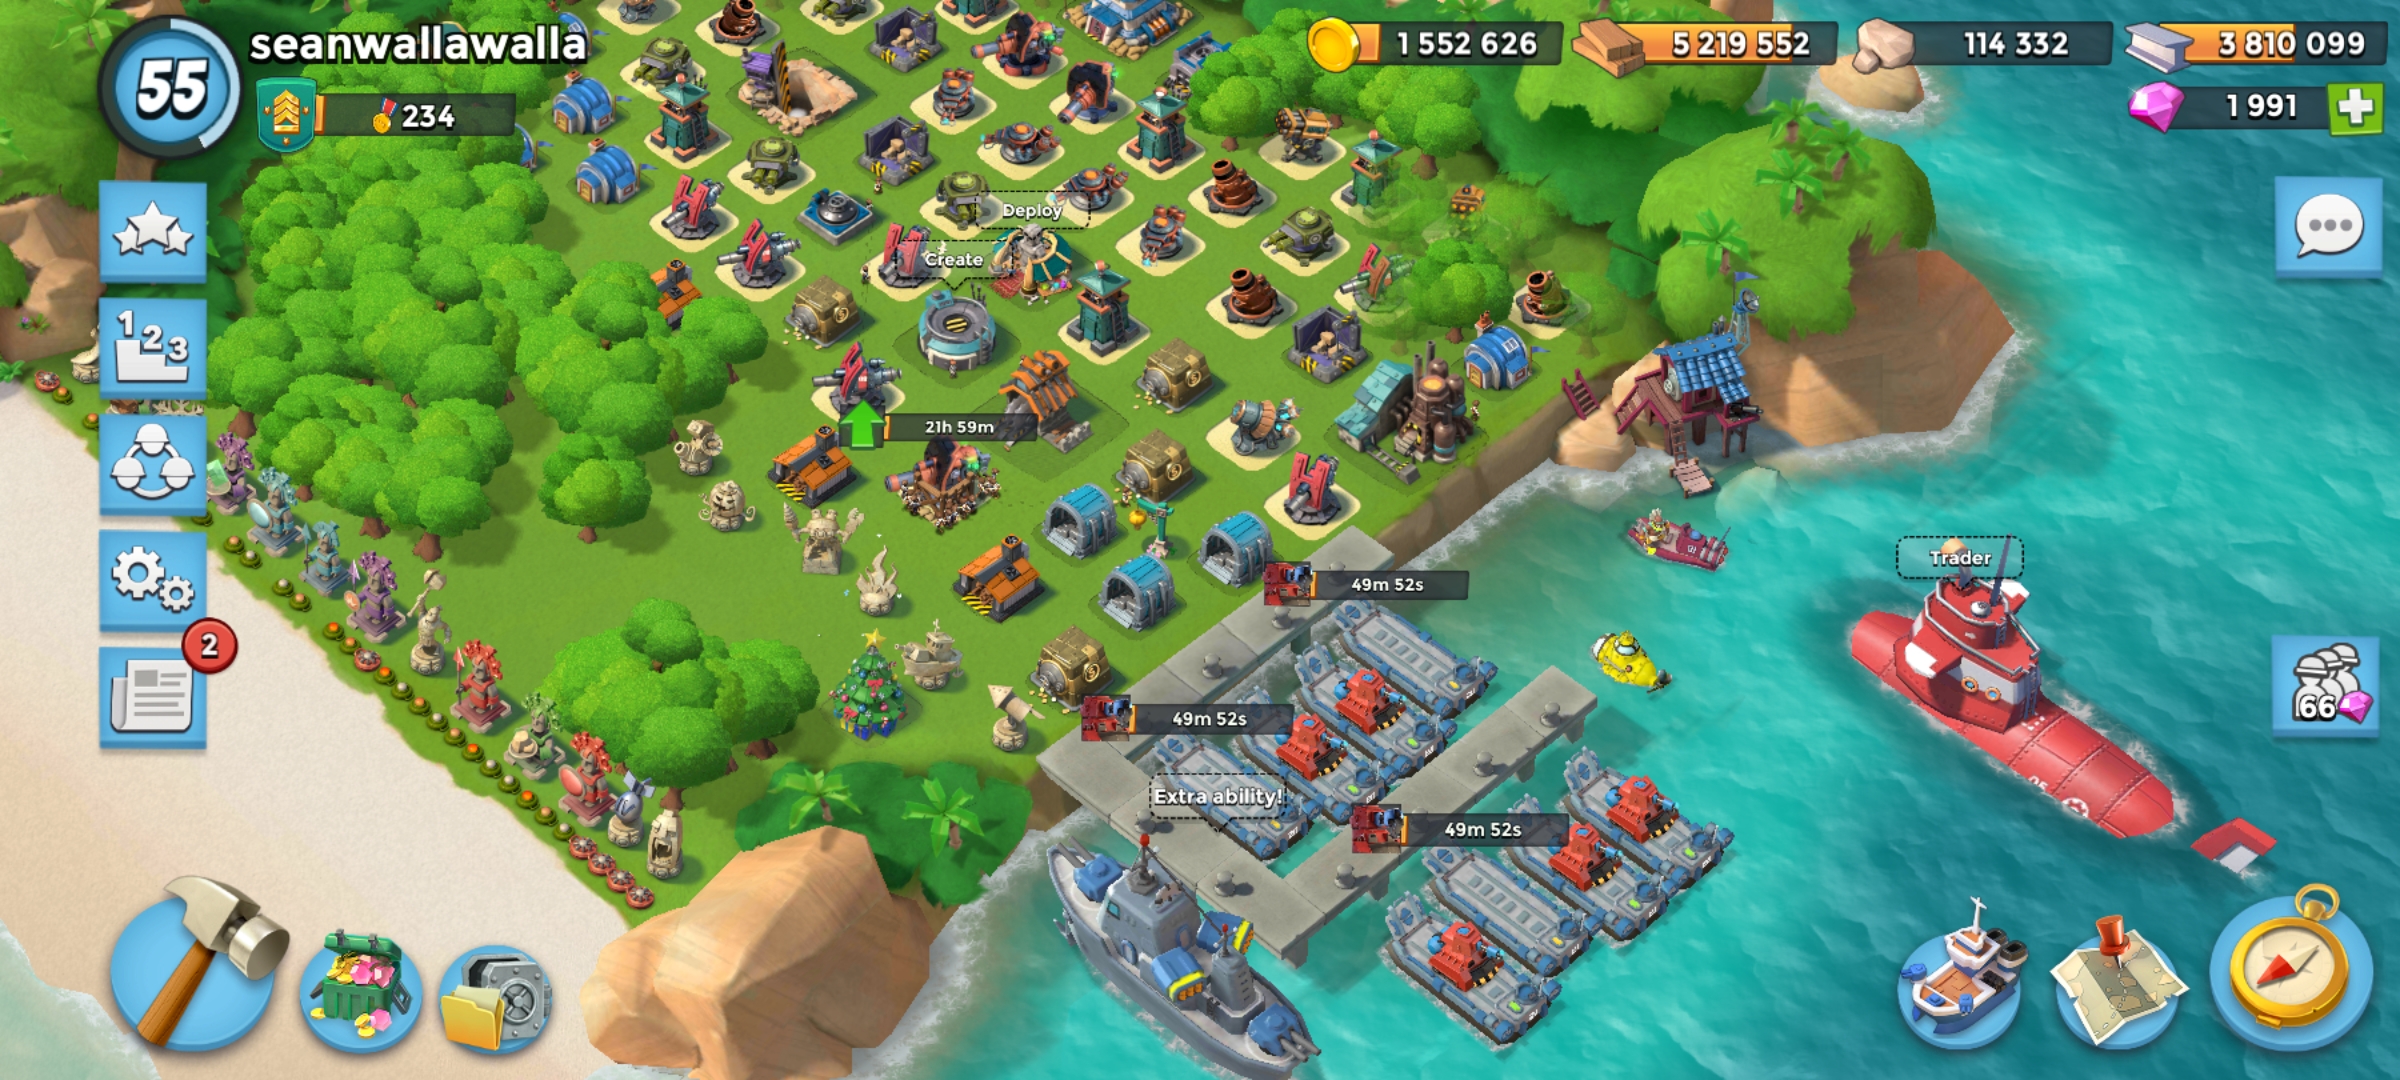 55
seanwallawalla
234
1 552 626
5 219 552
114 332
3 810 099
1 991
Deploy
Create
123
21h 59m
Trader
49m 52s
2
66
49m 52s
Extra ability!
49m 52s